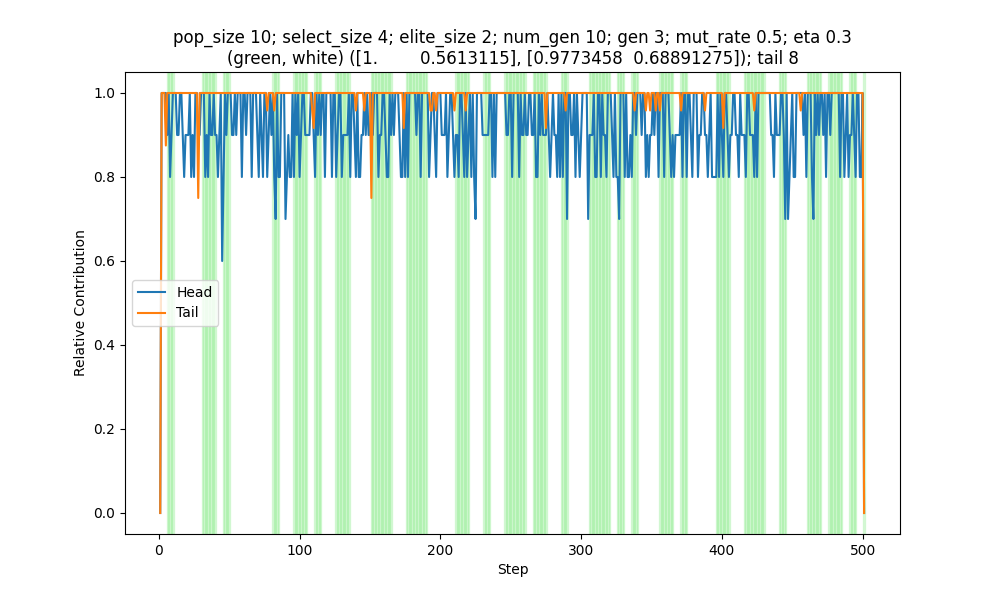 pop_size 10; select_size 4; elite_size 2; num_gen 10; gen 3; mut_rate 0.5; eta 0.3
(green, white) ([1.         0.5613115], [0.9773458  0.68891275]); tail 8
1.0
0.8
0.6
0.4
0.2
0.0
Relative Contribution
Head
Tail
0
100
200
300
400
500
Step